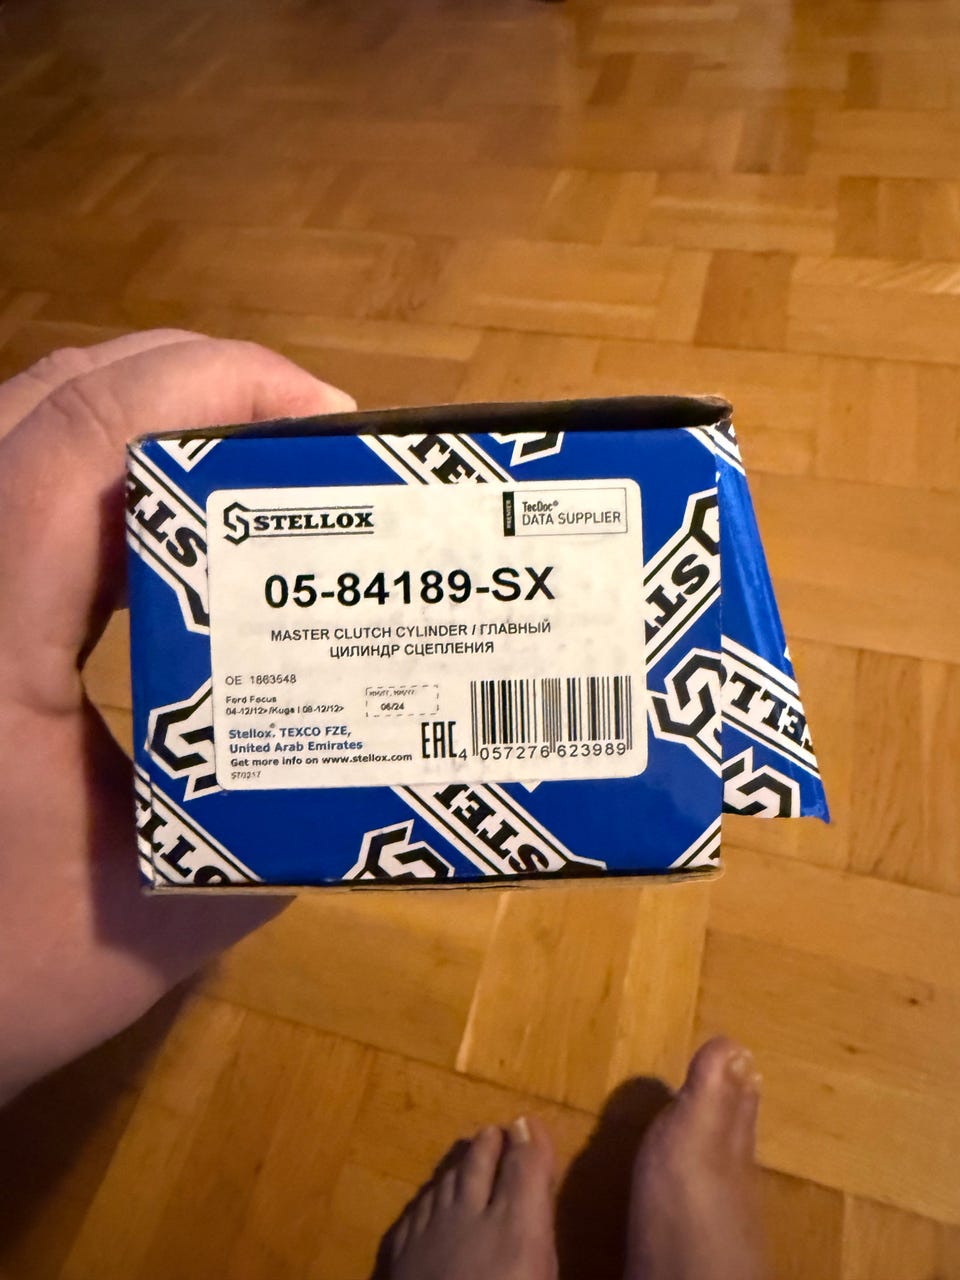 STELLOX
TecDoc®
DATA SUPPLIER
05-84189-SX
MASTER CLUTCH CYLINDER / ГЛАВНЫЙ
ЦИЛИНДР СЦЕПЛЕНИЯ
OE 1863548
Ford Focus
04-12/12> /Kuga I 08-12/12>
06/24
Stellox® TEXCO FZE,
United Arab Emirates
Get more info on www.stellox.com
ST0217
EAC
4 057276 623989